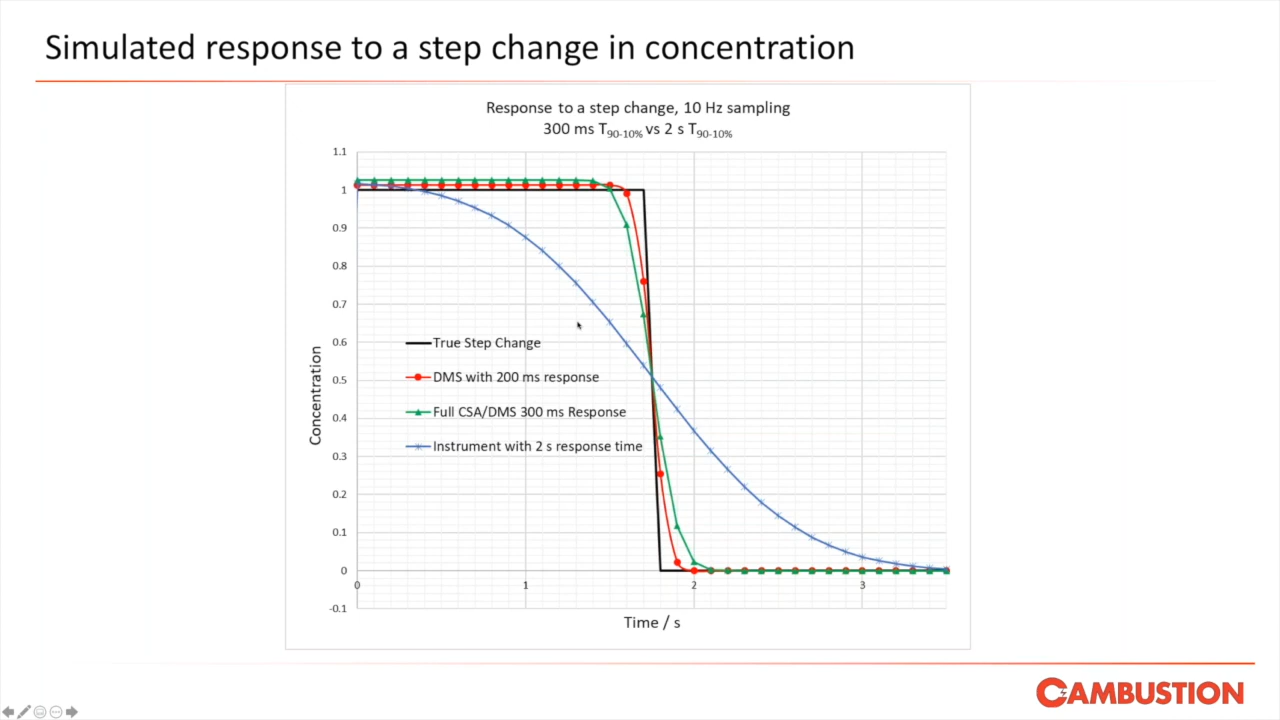 Simulated response to a step change in concentration
Response to a step change, 10 Hz sampling
300 ms T90-10% vs 2 s T90-10%
1.1
1
0.9
0.8
0.7
0.6
0.5
0.4
0.3
0.2
0.1
0
-0.1
Concentration
True Step Change
DMS with 200 ms response
Full CSA/DMS 300 ms Response
Instrument with 2 s response time
0 1 2 3
Time / s
CAMBUSTION